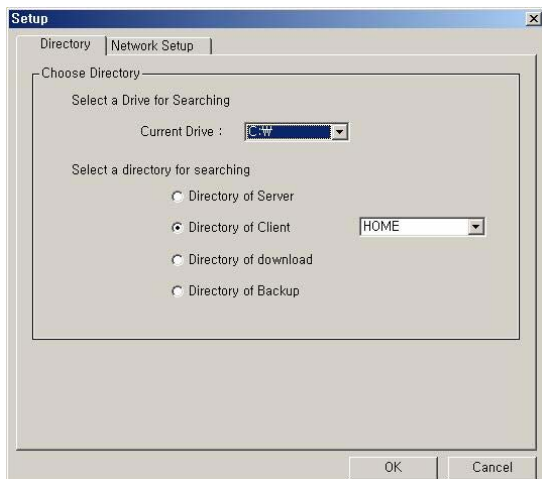 Setup
Directory Network Setup
Choose Directory
Select a Drive for Searching
Current Drive : C:₩
Select a directory for searching
Directory of Server
Directory of Client HOME
Directory of download
Directory of Backup
OK Cancel